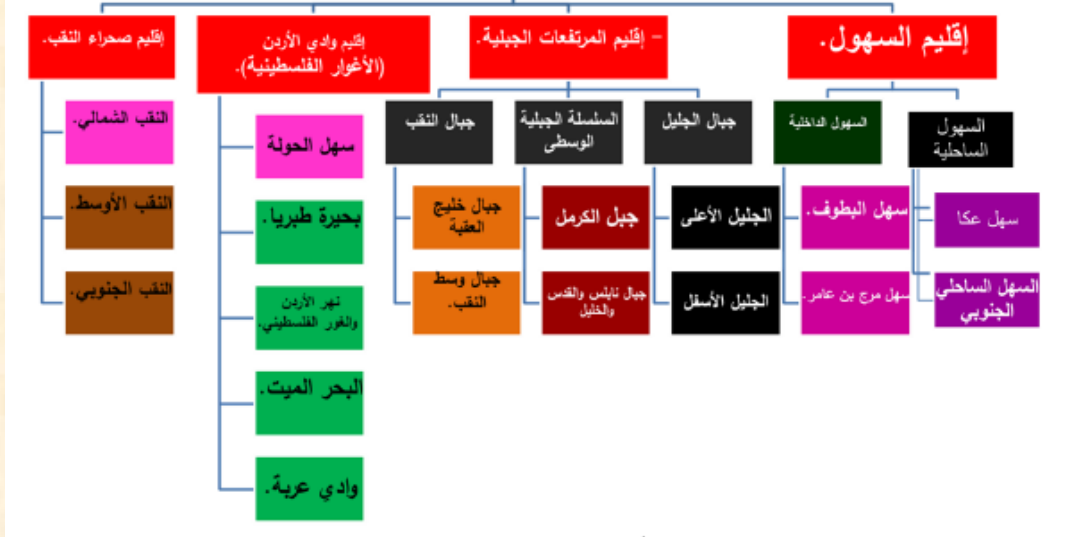 إقليم السهول.
– إقليم المرتفعات الجبلية.
إقليم وادي الأردن
(الأغوار الفلسطينية).
إقليم صحراء النقب.
السهول
الساحلية
السهول الداخلية
جبال الجليل
السلسلة الجبلية
الوسطى
جبال النقب
سهل الحولة
النقب الشمالي.
سهل عكا
سهل البطوف.
الجليل الأعلى
جبل الكرمل
جبال خليج
العقبة
بحيرة طبريا.
النقب الأوسط.
السهل الساحلي
الجنوبي
سهل مرج بن عامر.
الجليل الأسفل
جبال نابلس والقدس
والخليل
جبال وسط
النقب.
نهر الأردن
والغور الفلسطيني.
النقب الجنوبي.
البحر الميت.
وادي عربة.